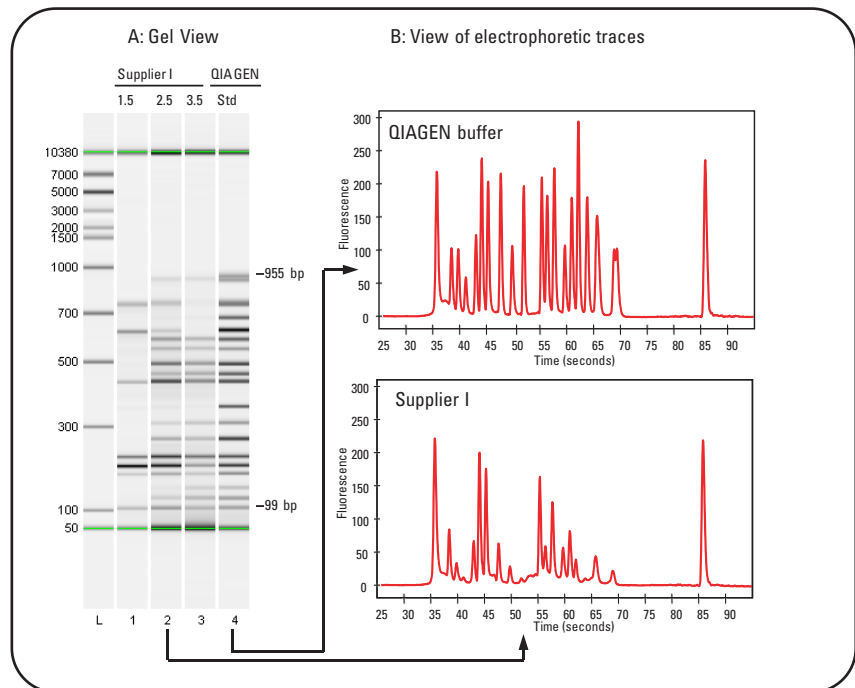 A: Gel View
B: View of electrophoretic traces
Supplier I
QIAGEN
1.5 2.5 3.5 Std
10380
7000
5000
3000
2000
1500
1000
700
500
300
100
50
–955 bp
–99 bp
L 1 2 3 4
QIAGEN buffer
Fluorescence
300
250
200
150
100
50
0
25 30 35 40 45 50 55 60 65 70 75 80 85 90
Time (seconds)
Supplier I
Fluorescence
300
250
200
150
100
50
0
25 30 35 40 45 50 55 60 65 70 75 80 85 90
Time (seconds)